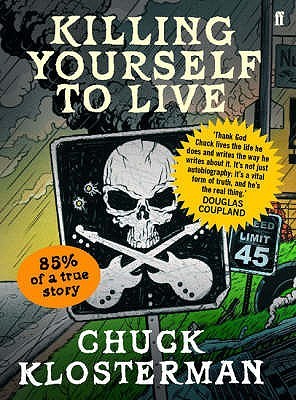 ff
KILLING
YOURSELF
TO LIVE
'Thank God
Chuck lives the life he
does and writes the way he
writes about it. It's not just
autobiography; it's a vital
form of truth, and he's
the real thing.'
DOUGLAS
COUPLAND
LIMIT
45
85%
of a true
story
CHUCK
KLOSTERMAN